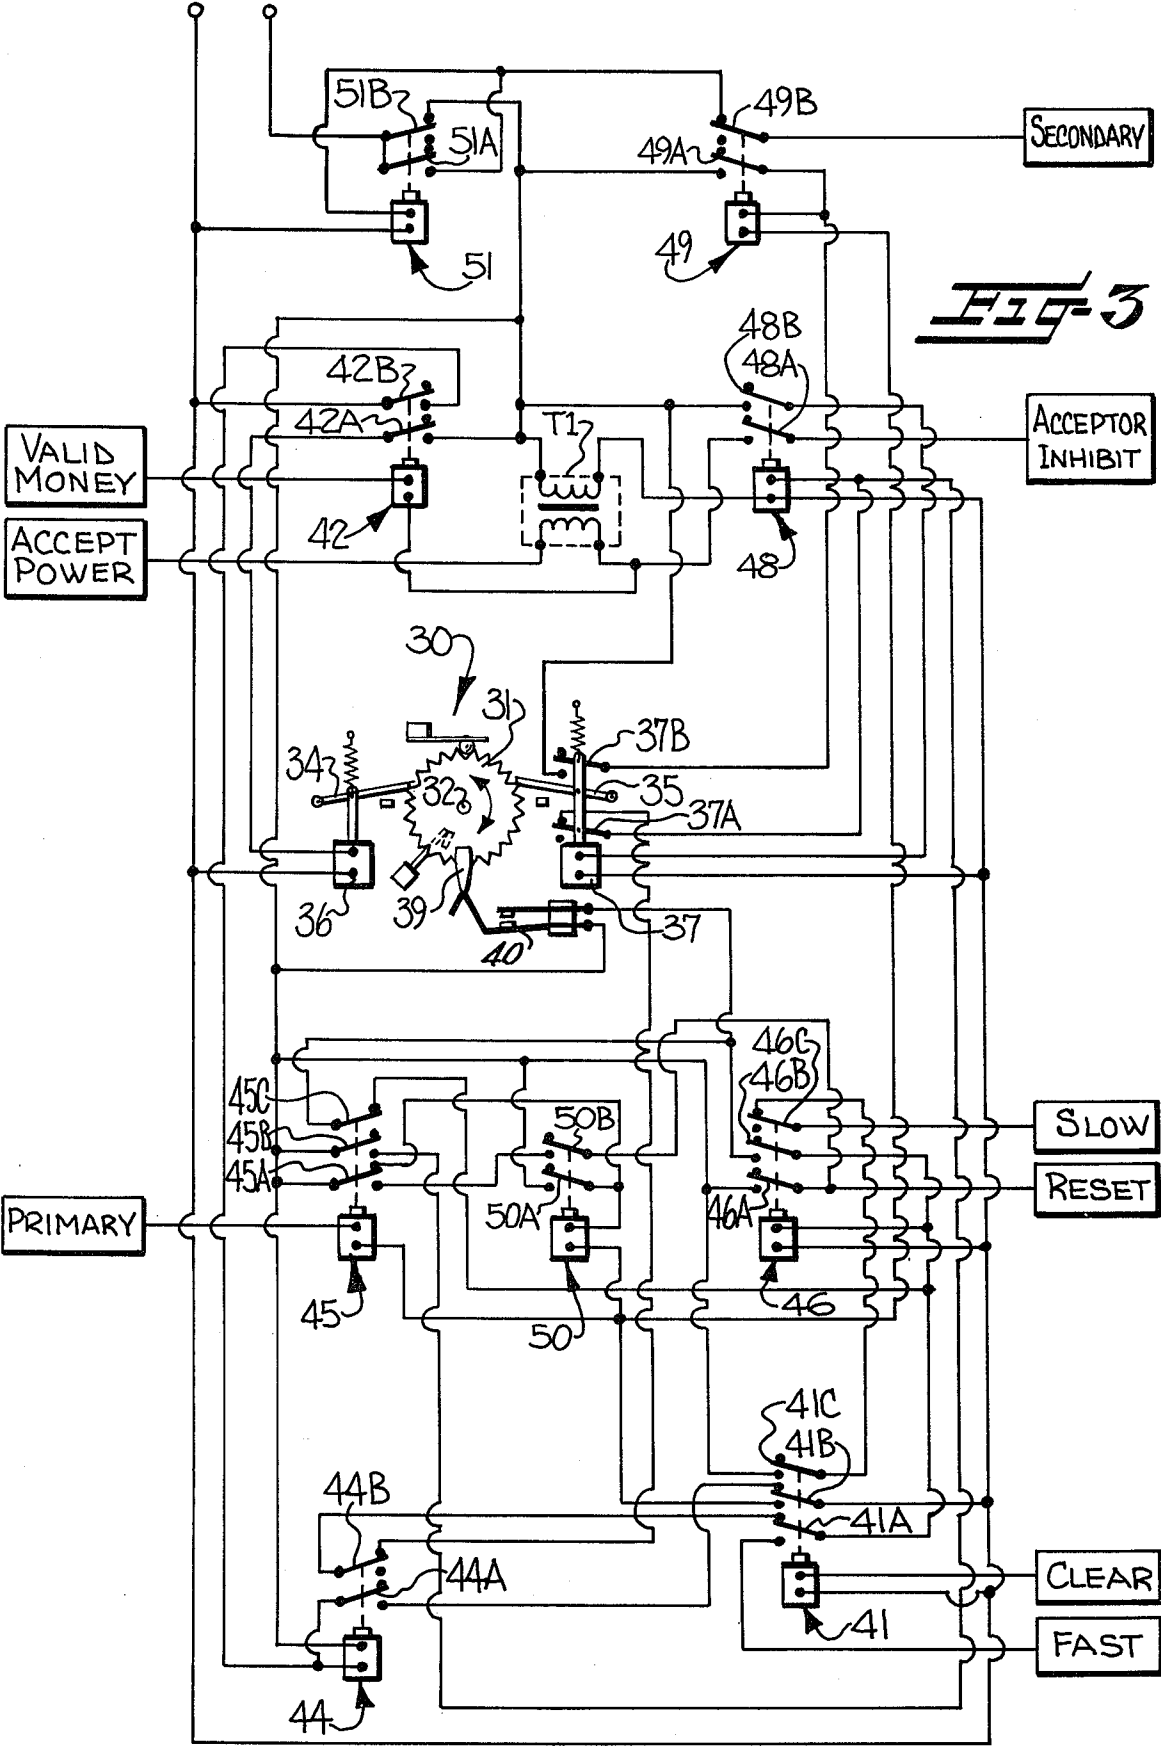 51B
49B
SECONDARY
51A
49A
51
49
FIG-3
48B
48A
42B
42A
T1
ACCEPTOR
INHIBIT
VALID
MONEY
42
48
ACCEPT
POWER
30
31
37B
34
32
35
37A
36
39
40
37
46C
46B
45C
45B
45A
50B
50A
46A
SLOW
RESET
PRIMARY
45
50
46
41C
41B
44B
41A
44A
CLEAR
41
FAST
44